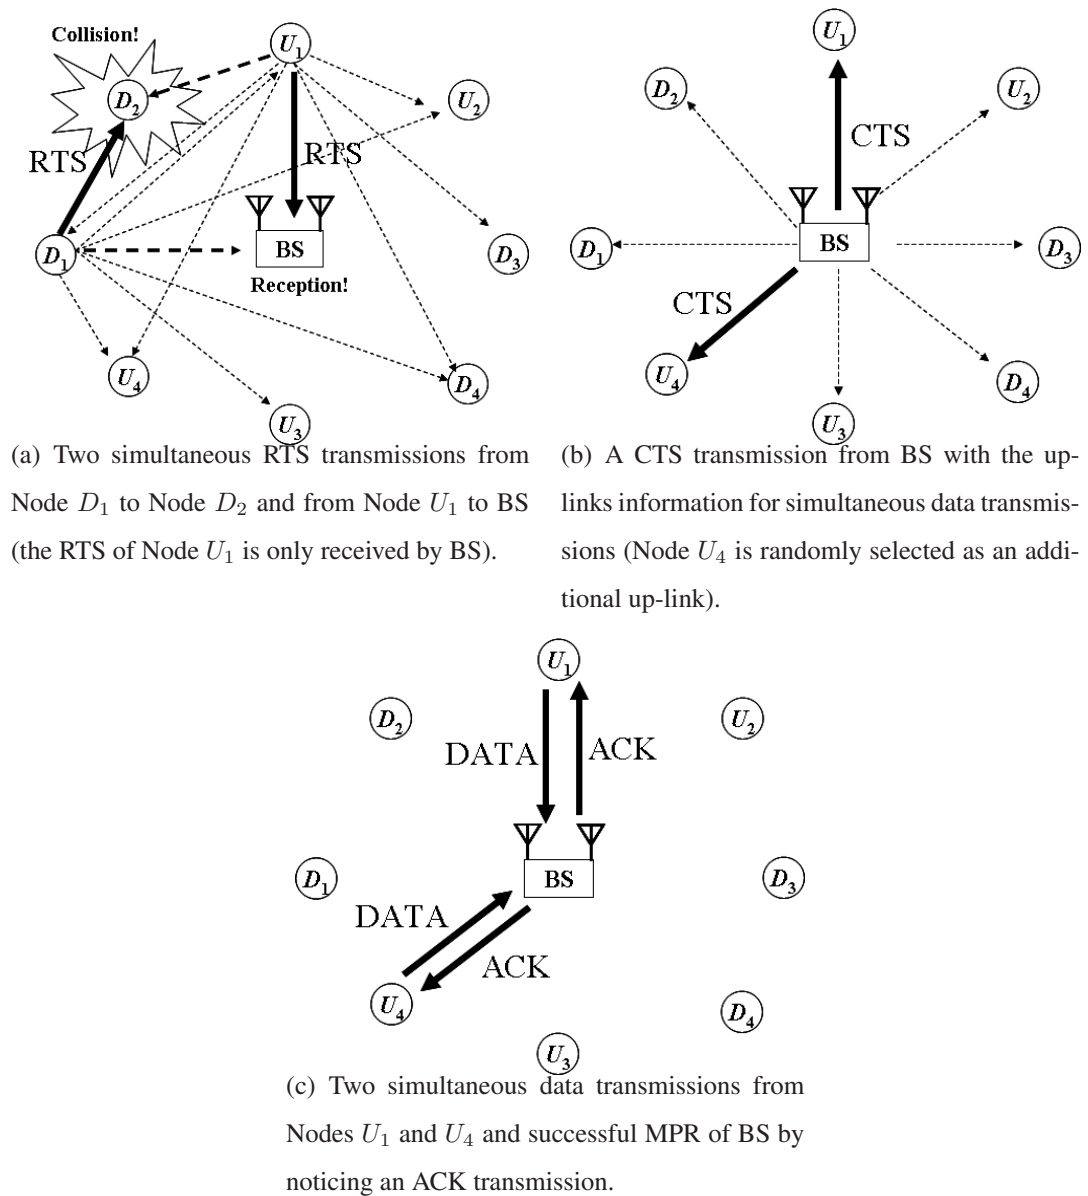 Collision!
U1
D2
U2
RTS
RTS
D1
BS
D3
Reception!
U4
D4
U3
(a) Two simultaneous RTS transmissions from
Node D1 to Node D2 and from Node U1 to BS
(the RTS of Node U1 is only received by BS).
U1
D2
U2
CTS
D1
BS
D3
CTS
U4
D4
U3
(b) A CTS transmission from BS with the up-
links information for simultaneous data transmis-
sions (Node U4 is randomly selected as an addi-
tional up-link).
U1
D2
U2
DATA
ACK
D1
BS
D3
DATA
ACK
U4
D4
U3
(c) Two simultaneous data transmissions from
Nodes U1 and U4 and successful MPR of BS by
noticing an ACK transmission.